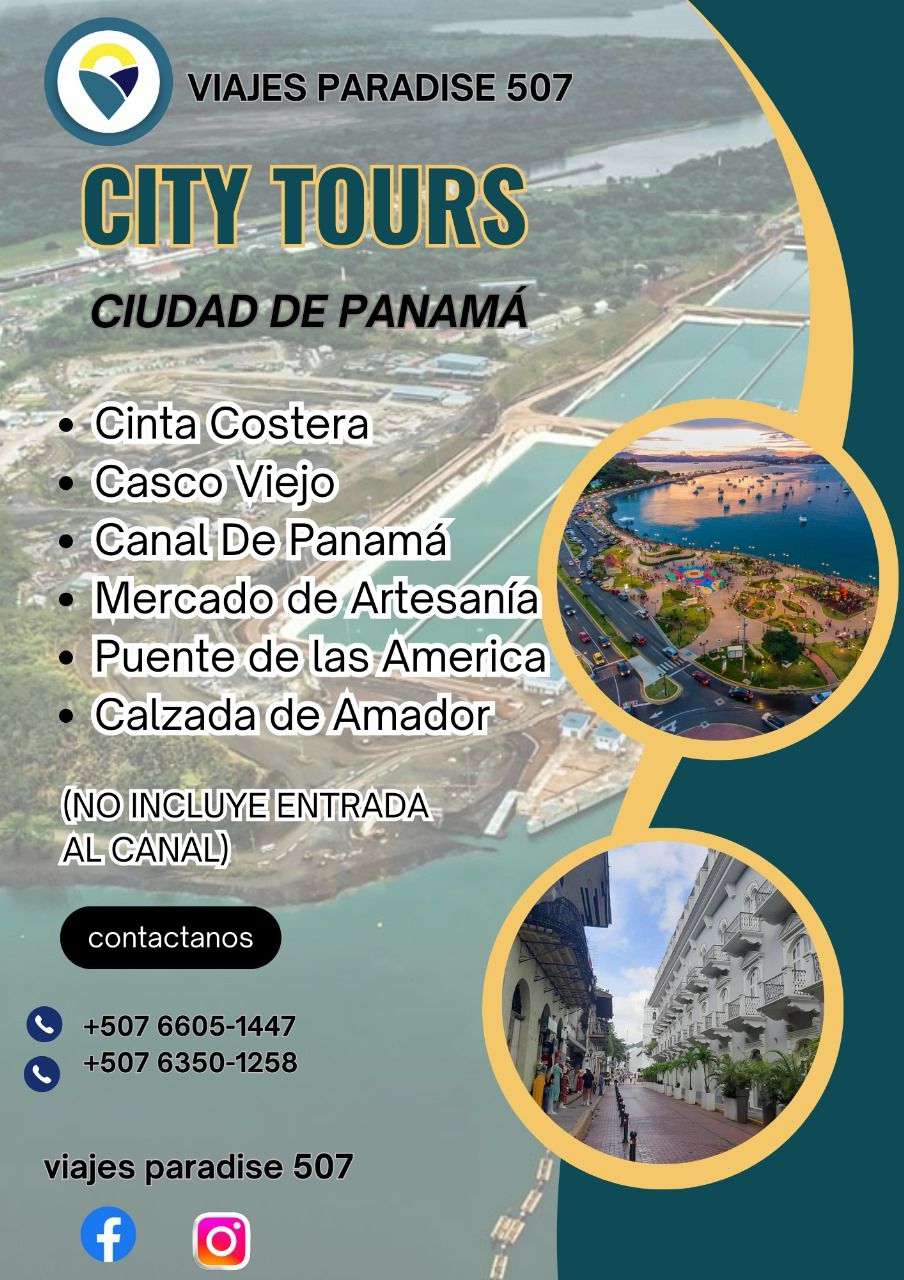 VIAJES PARADISE 507
CITY TOURS
CIUDAD DE PANAMÁ
• Cinta Costera
• Casco Viejo
• Canal De Panamá
• Mercado de Artesanía
• Puente de las America
• Calzada de Amador
(NO INCLUYE ENTRADA
AL CANAL)
contactanos
+507 6605-1447
+507 6350-1258
viajes paradise 507